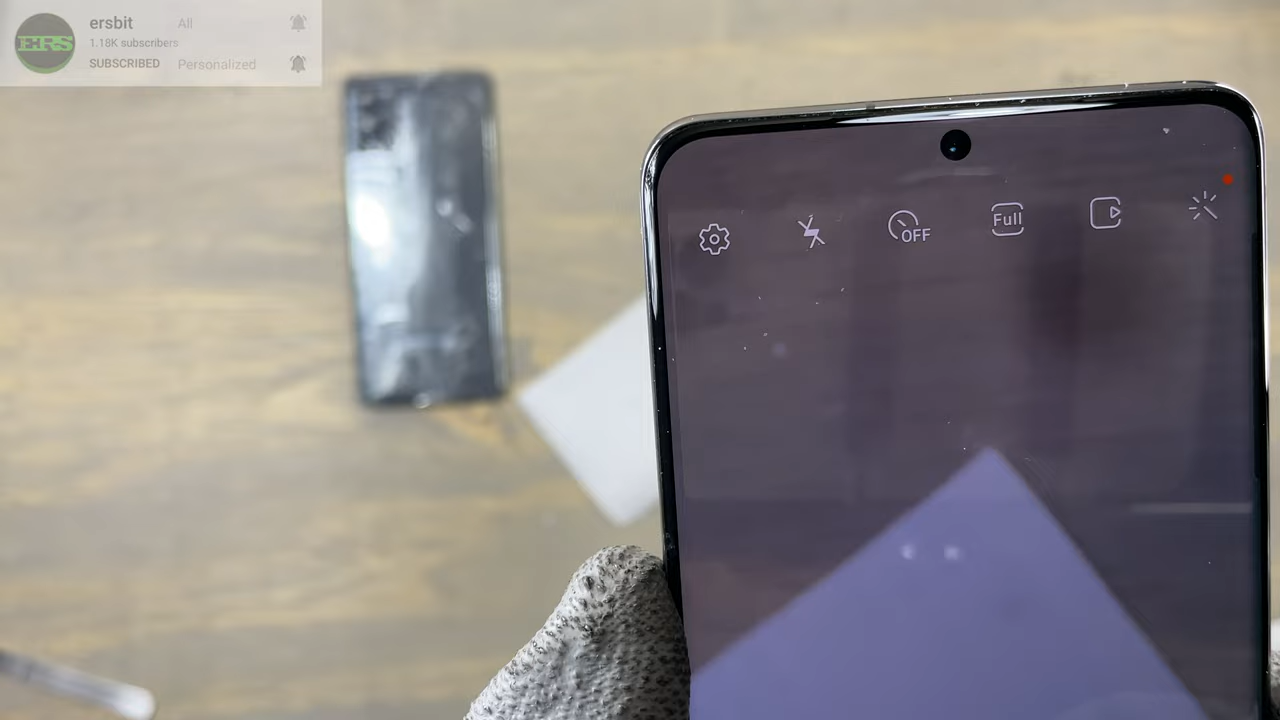 ersbit
All
1.18K subscribers
SUBSCRIBED
Personalized
ERS
OFF
Full